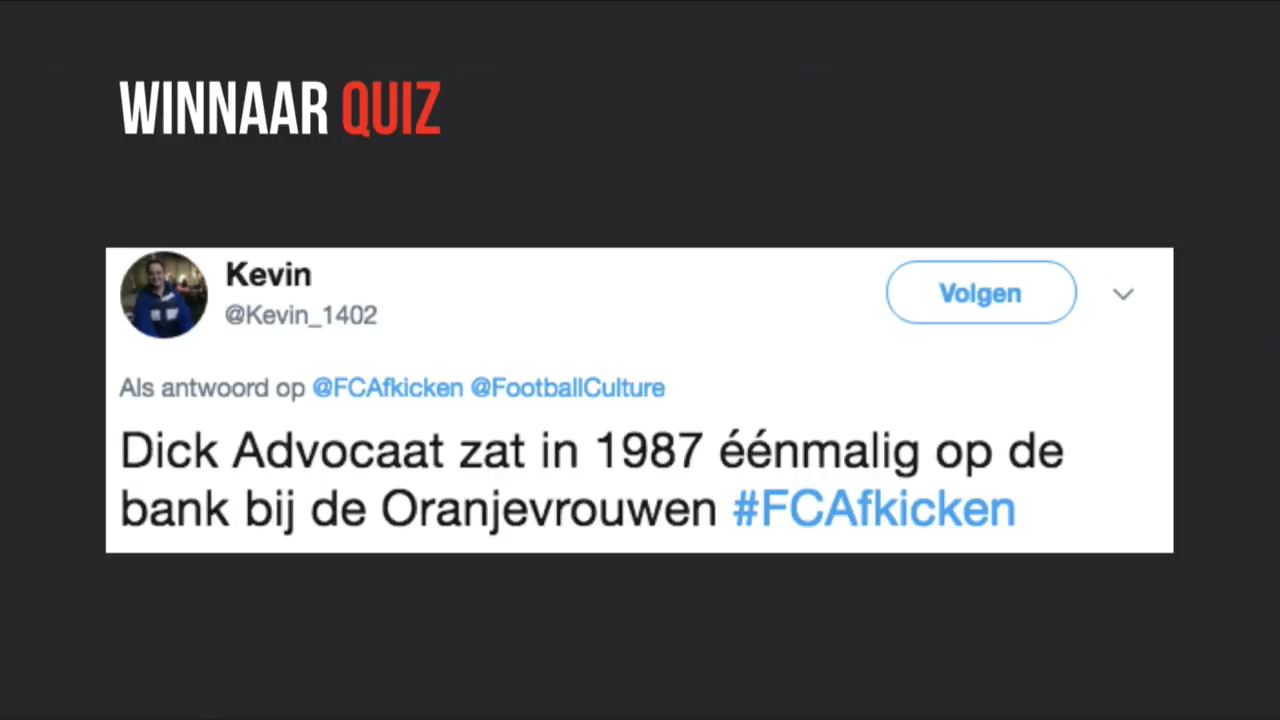 WINNAAR QUIZ
Kevin
@Kevin_1402
Volgen
Als antwoord op @FCAfkicken @FootballCulture
Dick Advocaat zat in 1987 éénmalig op de
bank bij de Oranjevrouwen #FCAfkicken